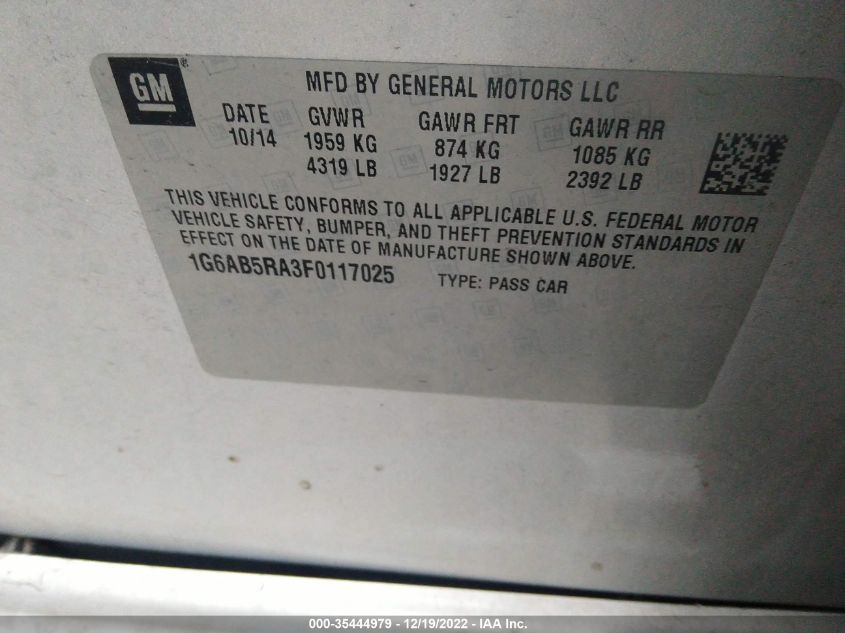 GM®
MFD BY GENERAL MOTORS LLC
DATE GVWR GAWR FRT GAWR RR
10/14 1959 KG 874 KG 1085 KG
4319 LB 1927 LB 2392 LB
THIS VEHICLE CONFORMS TO ALL APPLICABLE U.S. FEDERAL MOTOR
VEHICLE SAFETY, BUMPER, AND THEFT PREVENTION STANDARDS IN
EFFECT ON THE DATE OF MANUFACTURE SHOWN ABOVE.
1G6AB5RA3F0117025 TYPE: PASS CAR
000-35444979 - 12/19/2022 - IAA Inc.